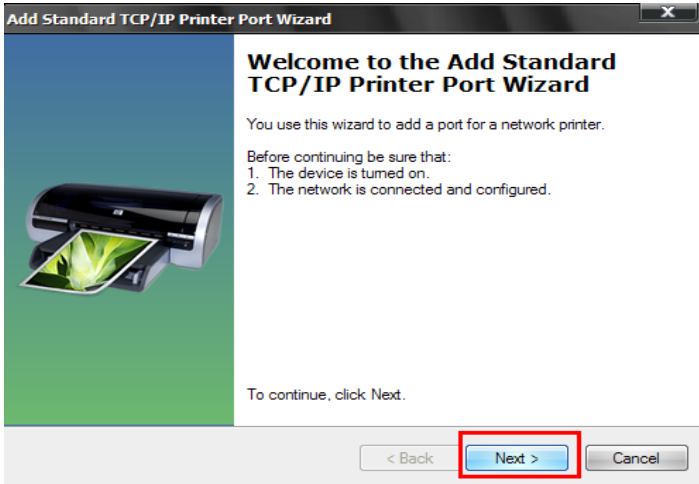 Add Standard TCP/IP Printer Port Wizard
X
Welcome to the Add Standard
TCP/IP Printer Port Wizard
You use this wizard to add a port for a network printer.
Before continuing be sure that:
1. The device is turned on.
2. The network is connected and configured.
To continue, click Next.
< Back
Next >
Cancel